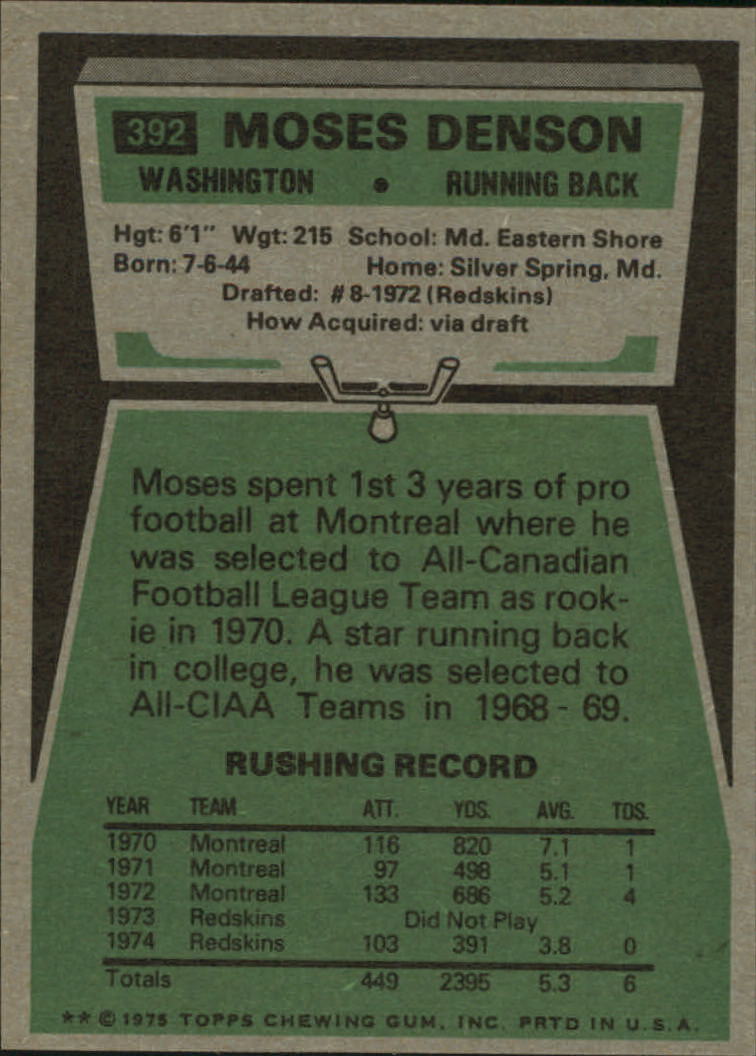 392 MOSES DENSON
WASHINGTON • RUNNING BACK
Hgt: 6'1" Wgt: 215 School: Md. Eastern Shore
Born: 7-6-44 Home: Silver Spring, Md.
Drafted: #8-1972 (Redskins)
How Acquired: via draft
Moses spent 1st 3 years of pro
football at Montreal where he
was selected to All-Canadian
Football League Team as rook-
ie in 1970. A star running back
in college, he was selected to
All-CIAA Teams in 1968 - 69.
RUSHING RECORD
YEAR TEAM ATT. YDS. AVG. TDS.
1970 Montreal 116 820 7.1 1
1971 Montreal 97 498 5.1 1
1972 Montreal 133 686 5.2 4
1973 Redskins Did Not Play
1974 Redskins 103 391 3.8 0
Totals 449 2395 5.3 6
** © 1975 TOPPS CHEWING GUM, INC. PRTD IN U.S.A.